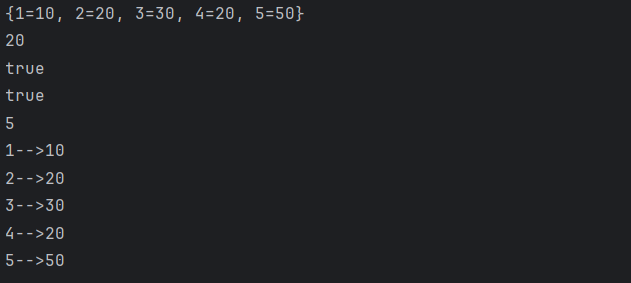 {1=10, 2=20, 3=30, 4=20, 5=50}
20
true
true
5
1-->10
2-->20
3-->30
4-->20
5-->50